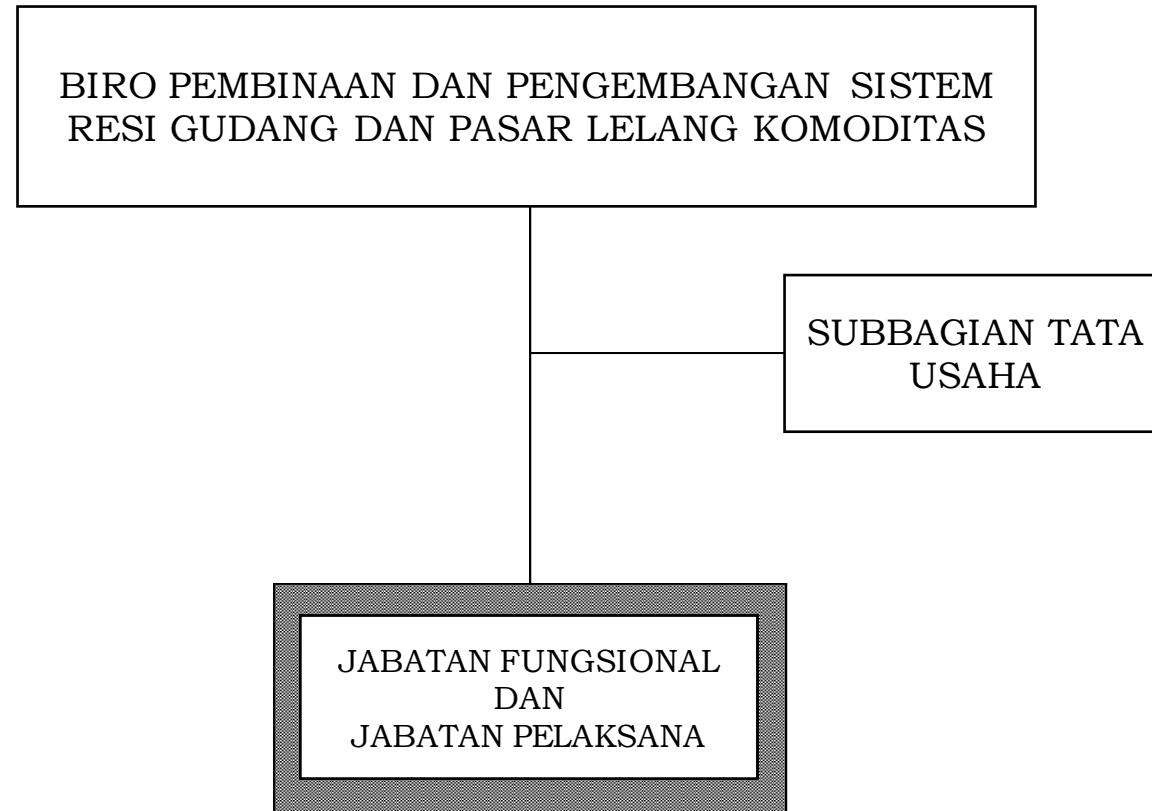 BIRO PEMBINAAN DAN PENGEMBANGAN SISTEM
RESI GUDANG DAN PASAR LELANG KOMODITAS
SUBBAGIAN TATA
USAHA
JABATAN FUNGSIONAL
DAN
JABATAN PELAKSANA